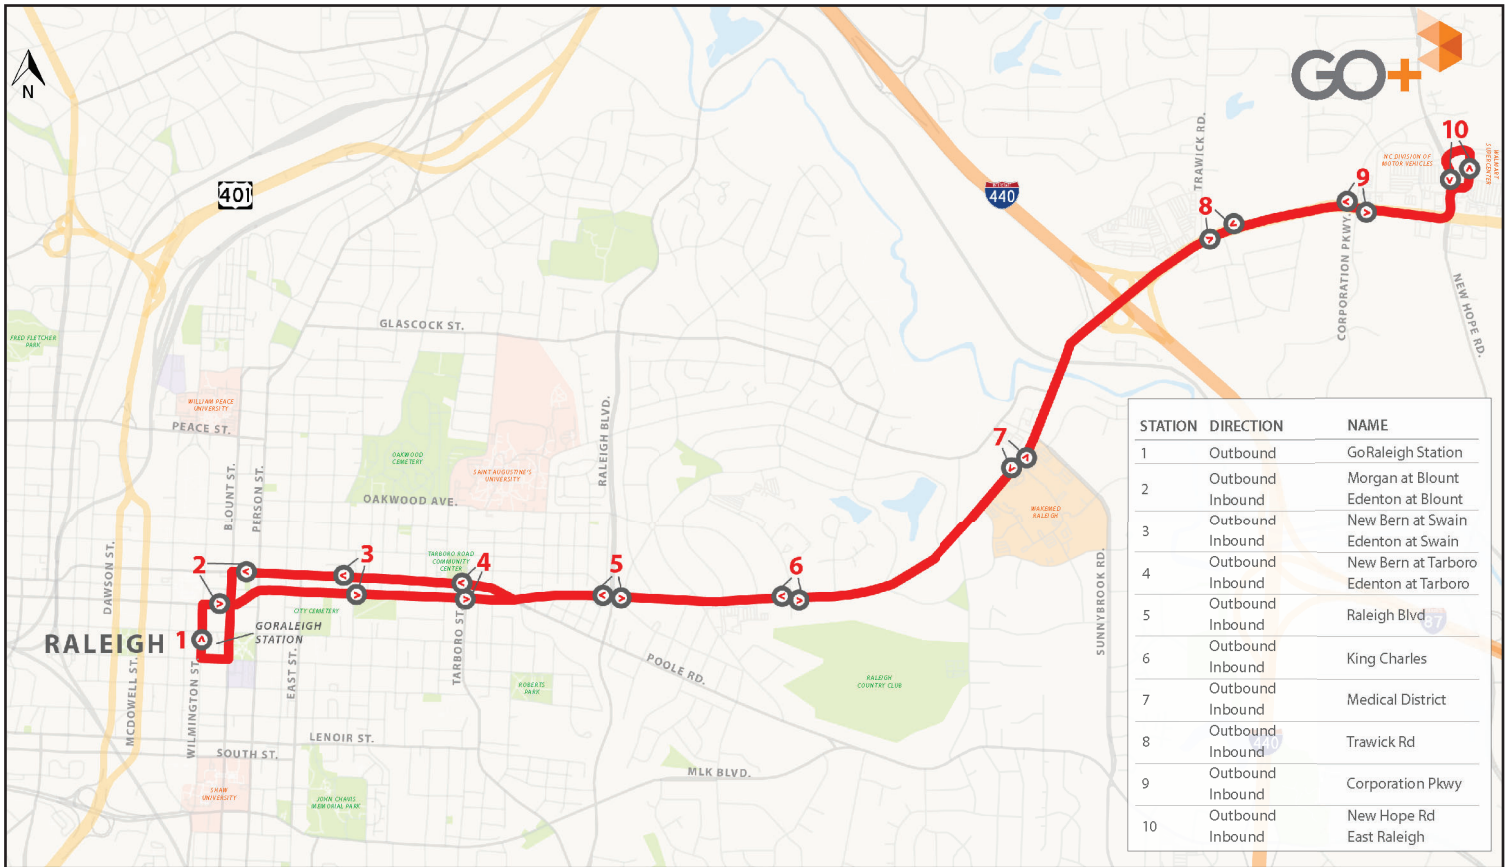 N
GO+
401
INTERSTATE
440
TRAWICK RD.
10
NC DIVISION OF
MOTOR VEHICLES
WALMART
SUPERCENTER
9
8
CORPORATION PKWY.
NEW HOPE RD.
GLASCOCK ST.
FRED FLETCHER
PARK
WILLIAM PEACE
UNIVERSITY
PEACE ST.
BLOUNT ST.
PERSON ST.
OAKWOOD
CEMETERY
SAINT AUGUSTINE'S
UNIVERSITY
OAKWOOD AVE.
RALEIGH BLVD.
7
WAKEMED
RALEIGH
SUNNYBROOK RD.
DAWSON ST.
2
3
TARBORO ROAD
COMMUNITY
CENTER
4
5
6
CITY CEMETERY
RALEIGH
1
GORALEIGH
STATION
MCDOWELL ST.
WILMINGTON ST.
EAST ST.
TARBORO ST.
POOLE RD.
ROBERTS
PARK
RALEIGH
COUNTRY CLUB
LENOIR ST.
SOUTH ST.
MLK BLVD.
SHAW
UNIVERSITY
JOHN CHAVIS
MEMORIAL PARK
STATION DIRECTION NAME
1 Outbound GoRaleigh Station
2 Outbound Morgan at Blount
Inbound Edenton at Blount
3 Outbound New Bern at Swain
Inbound Edenton at Swain
4 Outbound New Bern at Tarboro
Inbound Edenton at Tarboro
5 Outbound Raleigh Blvd
Inbound
6 Outbound King Charles
Inbound
7 Outbound Medical District
Inbound
8 Outbound Trawick Rd
Inbound
9 Outbound Corporation Pkwy
Inbound
10 Outbound New Hope Rd
Inbound East Raleigh
87
440